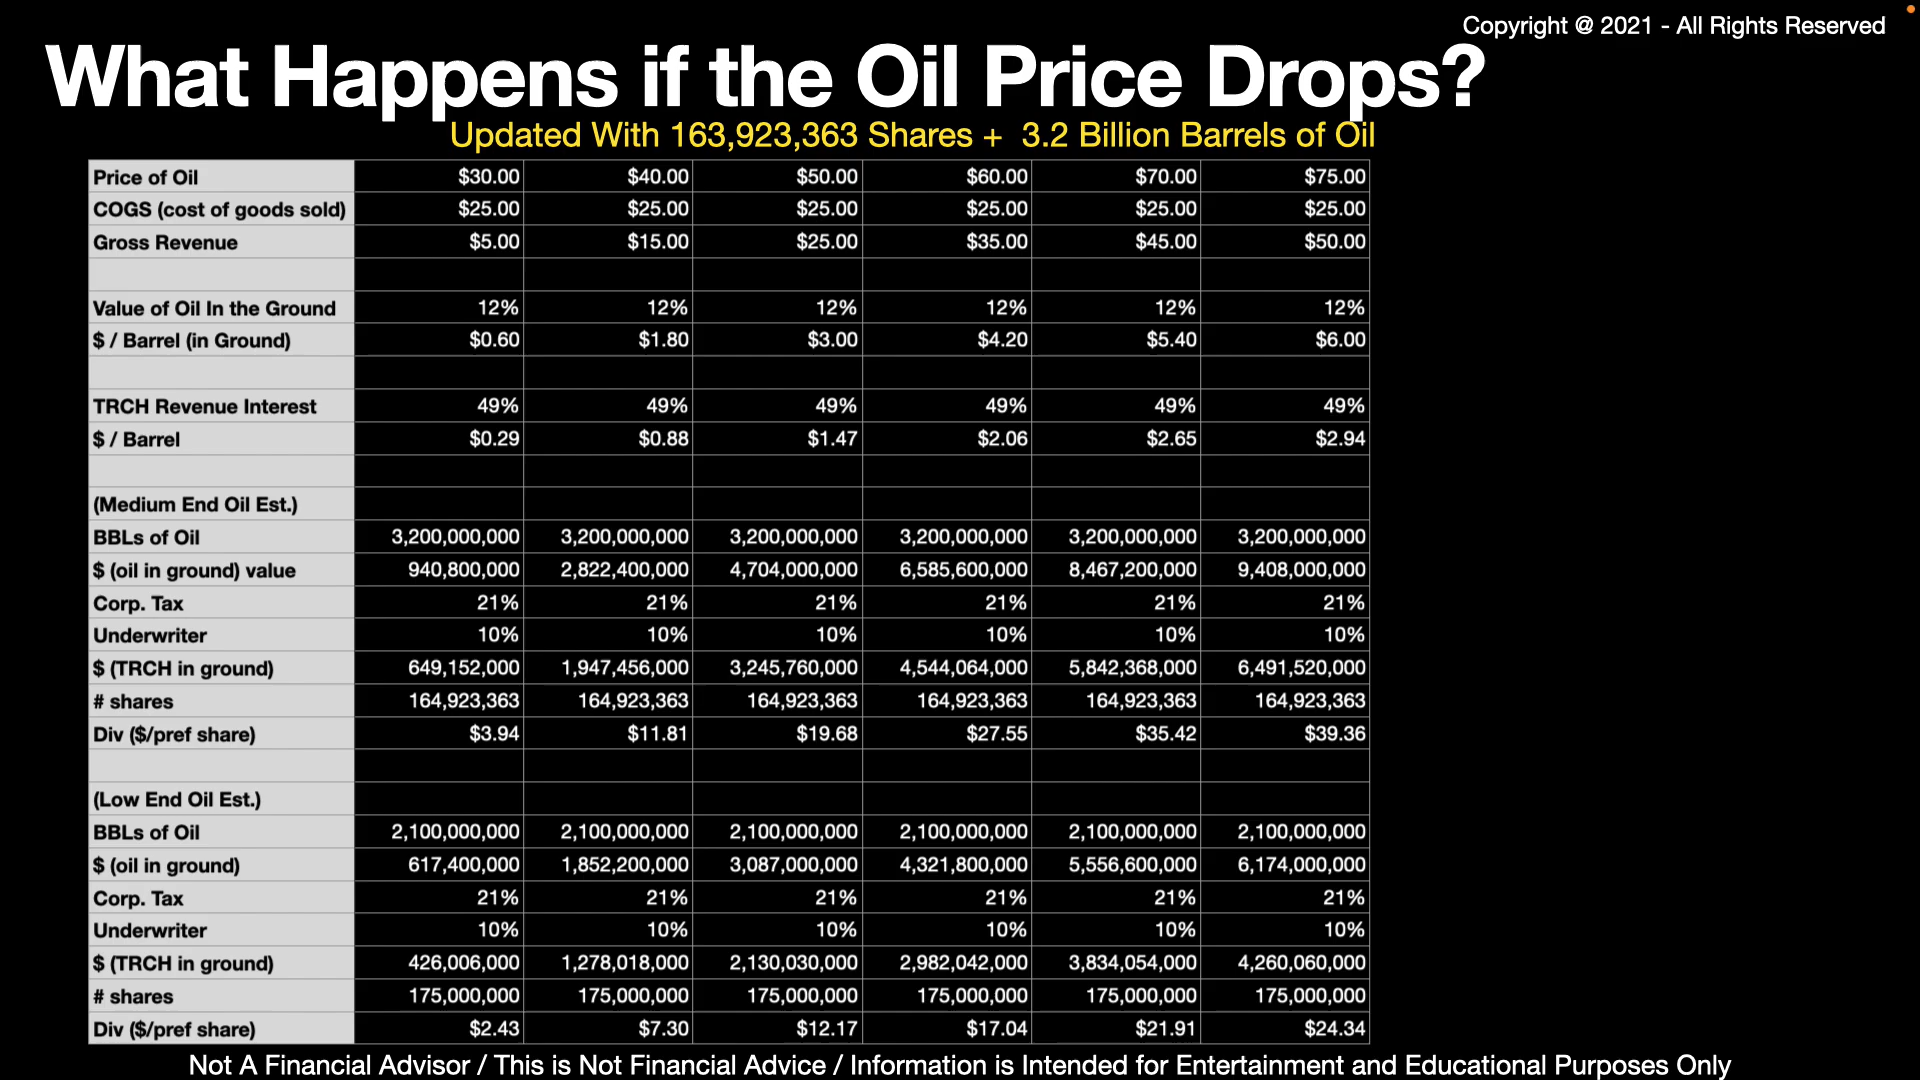 Copyright @ 2021 - All Rights Reserved
What Happens if the Oil Price Drops?
Updated With 163,923,363 Shares + 3.2 Billion Barrels of Oil
Price of Oil $30.00 $40.00 $50.00 $60.00 $70.00 $75.00
COGS (cost of goods sold) $25.00 $25.00 $25.00 $25.00 $25.00 $25.00
Gross Revenue $5.00 $15.00 $25.00 $35.00 $45.00 $50.00
Value of Oil In the Ground 12% 12% 12% 12% 12% 12%
$ / Barrel (in Ground) $0.60 $1.80 $3.00 $4.20 $5.40 $6.00
TRCH Revenue Interest 49% 49% 49% 49% 49% 49%
$ / Barrel $0.29 $0.88 $1.47 $2.06 $2.65 $2.94
(Medium End Oil Est.)
BBLs of Oil 3,200,000,000 3,200,000,000 3,200,000,000 3,200,000,000 3,200,000,000 3,200,000,000
$ (oil in ground) value 940,800,000 2,822,400,000 4,704,000,000 6,585,600,000 8,467,200,000 9,408,000,000
Corp. Tax 21% 21% 21% 21% 21% 21%
Underwriter 10% 10% 10% 10% 10% 10%
$ (TRCH in ground) 649,152,000 1,947,456,000 3,245,760,000 4,544,064,000 5,842,368,000 6,491,520,000
# shares 164,923,363 164,923,363 164,923,363 164,923,363 164,923,363 164,923,363
Div ($/pref share) $3.94 $11.81 $19.68 $27.55 $35.42 $39.36
(Low End Oil Est.)
BBLs of Oil 2,100,000,000 2,100,000,000 2,100,000,000 2,100,000,000 2,100,000,000 2,100,000,000
$ (oil in ground) 617,400,000 1,852,200,000 3,087,000,000 4,321,800,000 5,556,600,000 6,174,000,000
Corp. Tax 21% 21% 21% 21% 21% 21%
Underwriter 10% 10% 10% 10% 10% 10%
$ (TRCH in ground) 426,006,000 1,278,018,000 2,130,030,000 2,982,042,000 3,834,054,000 4,260,060,000
# shares 175,000,000 175,000,000 175,000,000 175,000,000 175,000,000 175,000,000
Div ($/pref share) $2.43 $7.30 $12.17 $17.04 $21.91 $24.34
Not A Financial Advisor / This is Not Financial Advice / Information is Intended for Entertainment and Educational Purposes Only